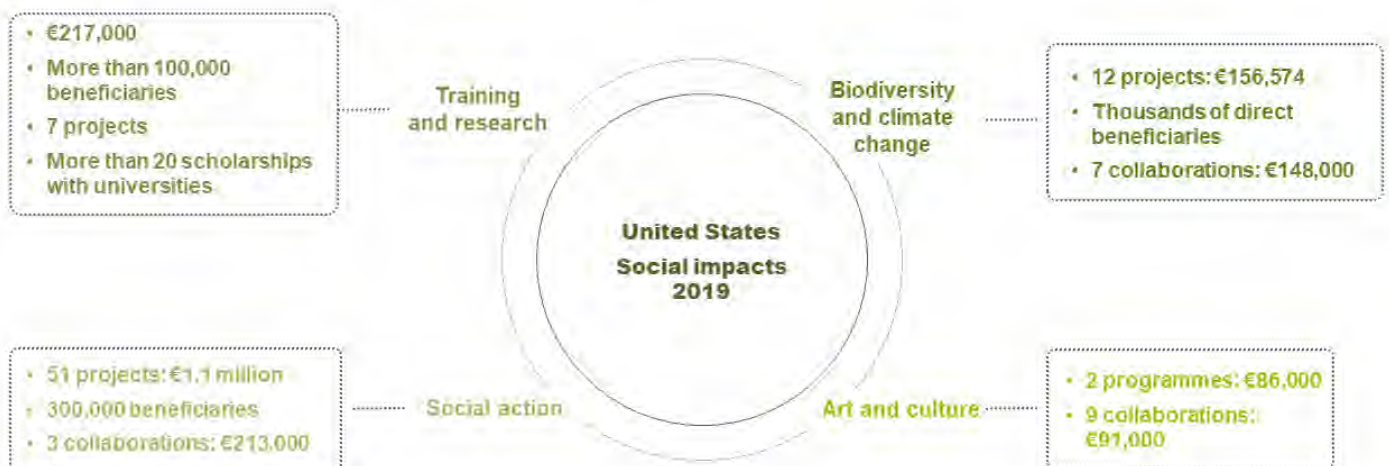 • €217,000
• More than 100,000
beneficiaries
• 7 projects
• More than 20 scholarships
with universities
Training
and research
Biodiversity
and climate
change
• 12 projects: €156,574
• Thousands of direct
beneficiaries
• 7 collaborations: €148,000
United States
Social impacts
2019
• 51 projects: €1,1 million
• 300,000 beneficiaries
• 3 collaborations: €213,000
Social action
Art and culture
• 2 programmes: €86,000
• 9 collaborations:
€91,000